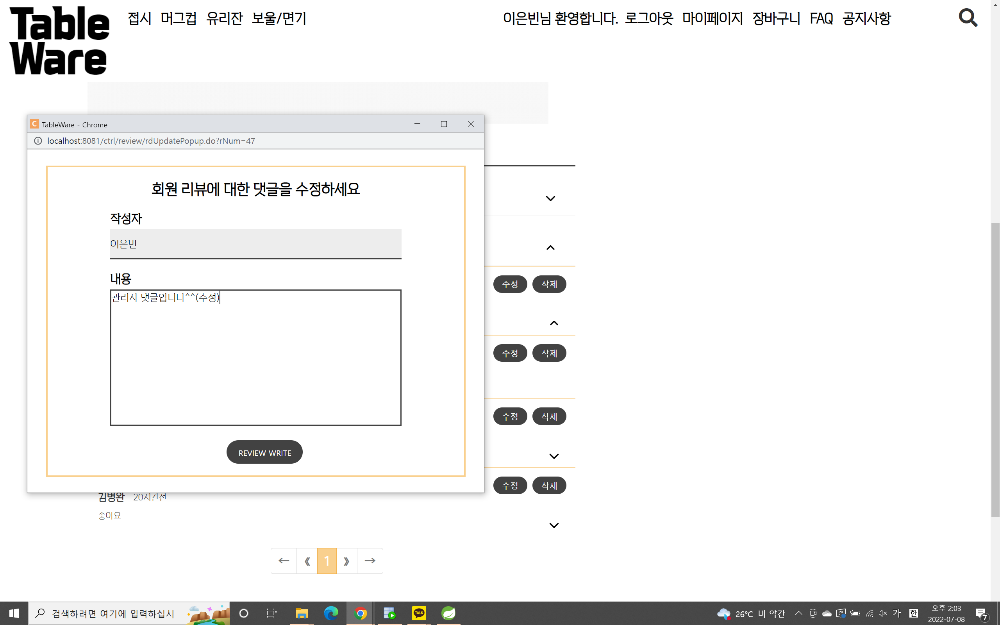 Table
Ware
접시 머그컵 유리잔 보울/면기
이은빈님 환영합니다. 로그아웃 마이페이지 장바구니 FAQ 공지사항
C TableWare - Chrome
localhost:8081/ctrl/review/rdUpdatePopup.do?rNum=47
회원 리뷰에 대한 댓글을 수정하세요
작성자
이은빈
내용
관리자 댓글입니다^^(수정)
REVIEW WRITE
수정 삭제
수정 삭제
수정 삭제
수정 삭제
김병완 20시간전
좋아요
← 《 1 》 →
검색하려면 여기에 입력하십시
TALK
26°C 비 약간
가 한
오후 2:03
2022-07-08
7